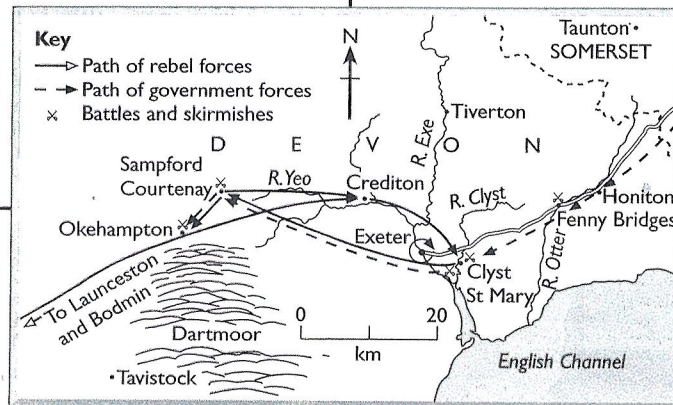 Key
Path of rebel forces
Path of government forces
Battles and skirmishes
N
Taunton
SOMERSET
Tiverton
R. Exe
D E V O N
Sampford
Courtenay
R. Yeo
Crediton
R. Clyst
Honiton
Fenny Bridges
Okehampton
Exeter
Clyst
St Mary
R. Otter
To Launceston
and Bodmin
Dartmoor
0 20
km
Tavistock
English Channel